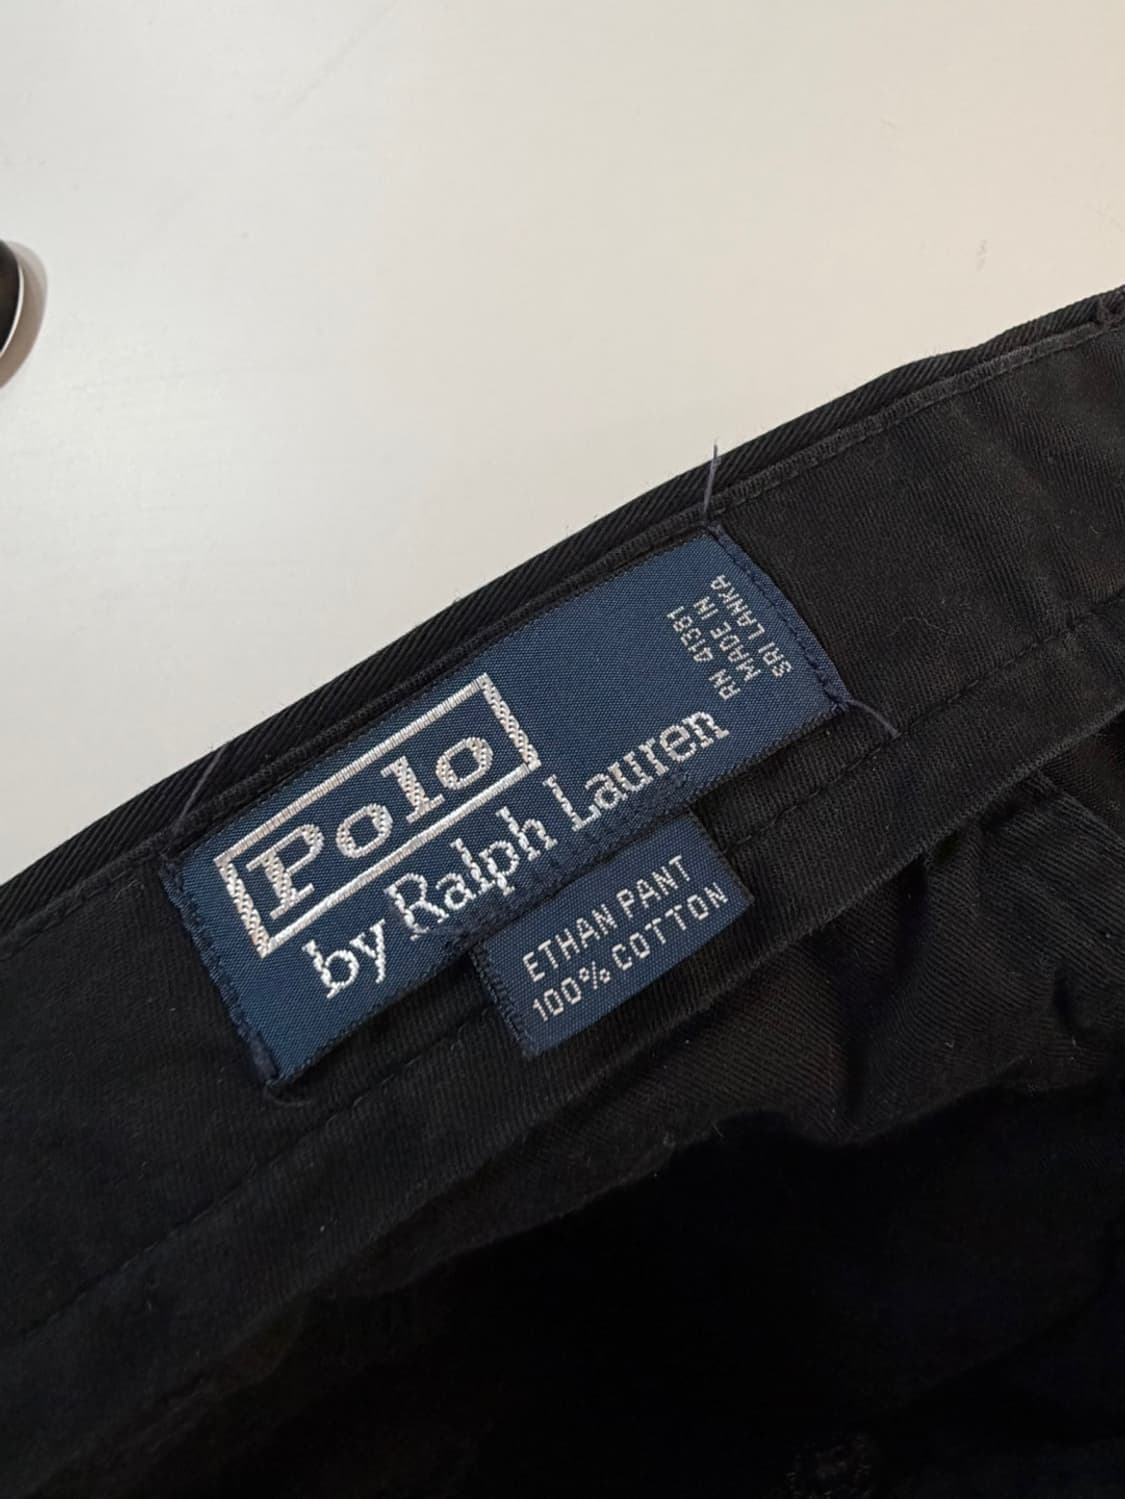 Polo
by Ralph Lauren
RN 41381
MADE IN
SRI LANKA
ETHAN PANT
100% COTTON